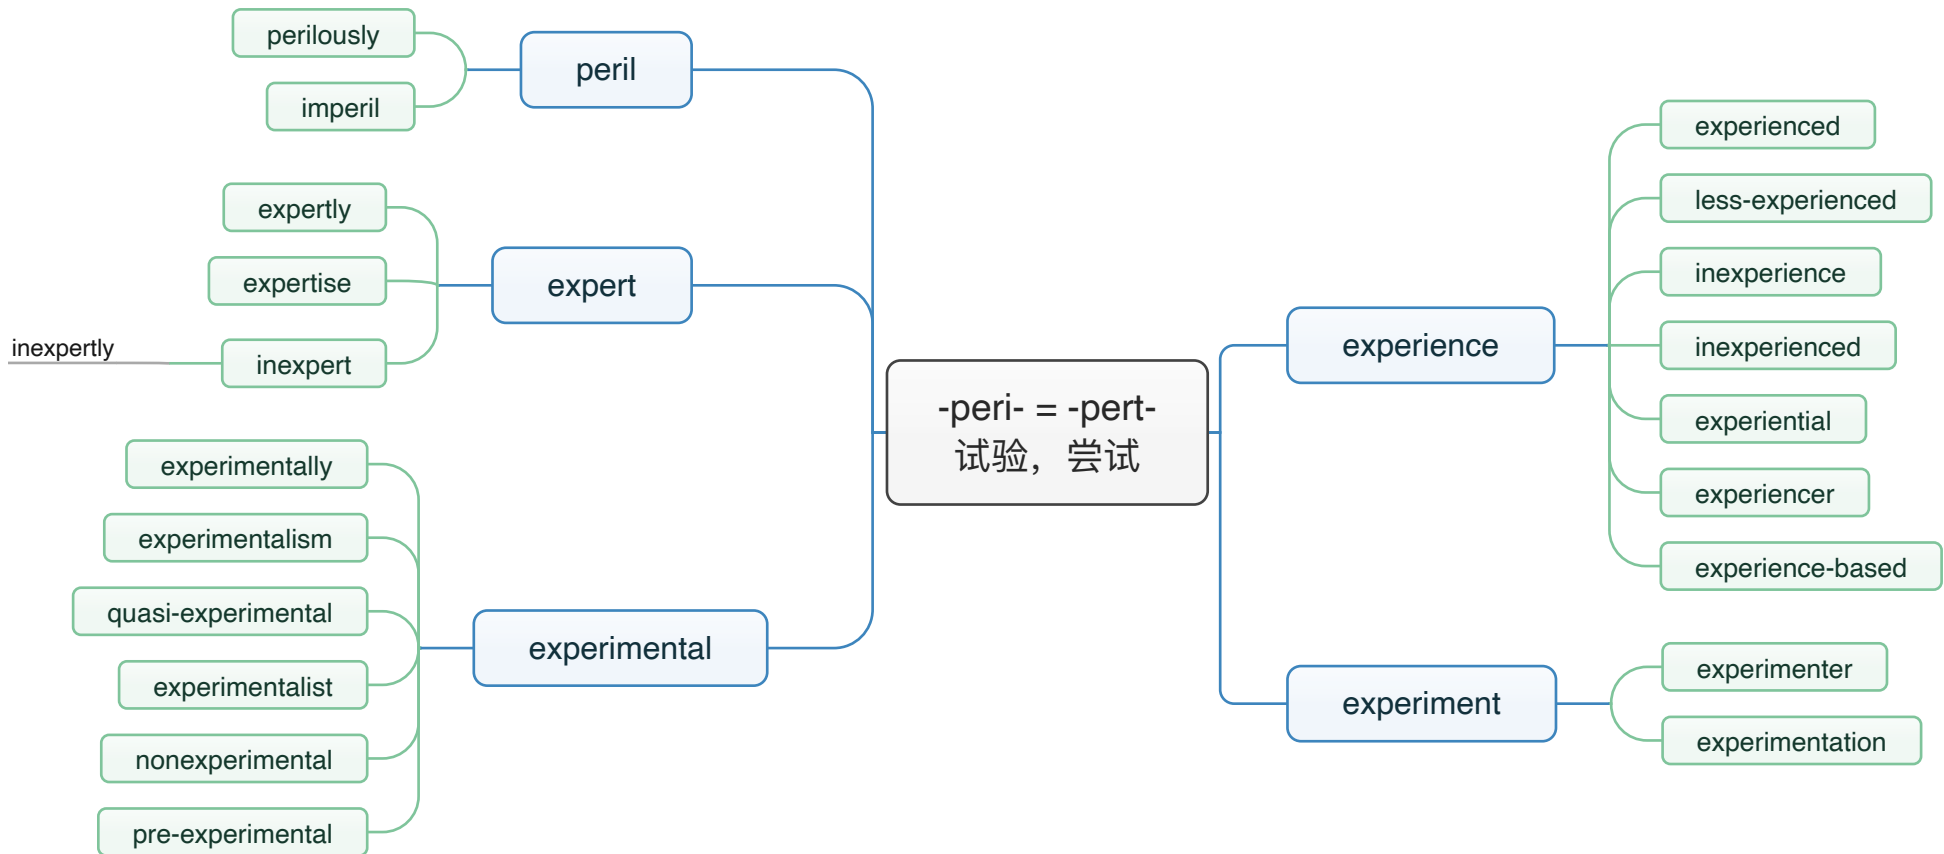 perilously
peril
imperil
experienced
expertly
less-experienced
expertise
expert
inexperience
inexpertly
inexpert
experience
inexperienced
-peri- = -pert-
试验，尝试
experiential
experimentally
experiencer
experimentalism
experience-based
quasi-experimental
experimental
experimenter
experimentalist
experiment
experimentation
nonexperimental
pre-experimental